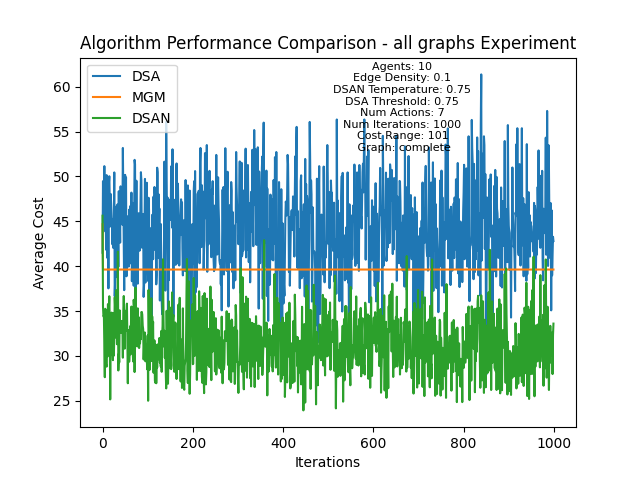 Algorithm Performance Comparison - all graphs Experiment
DSA
MGM
DSAN
Agents: 10
Edge Density: 0.1
DSAN Temperature: 0.75
DSA Threshold: 0.75
Num Actions: 7
Num Iterations: 1000
Cost Range: 101
Graph: complete
Average Cost
60
55
50
45
40
35
30
25
0
200
400
600
800
1000
Iterations